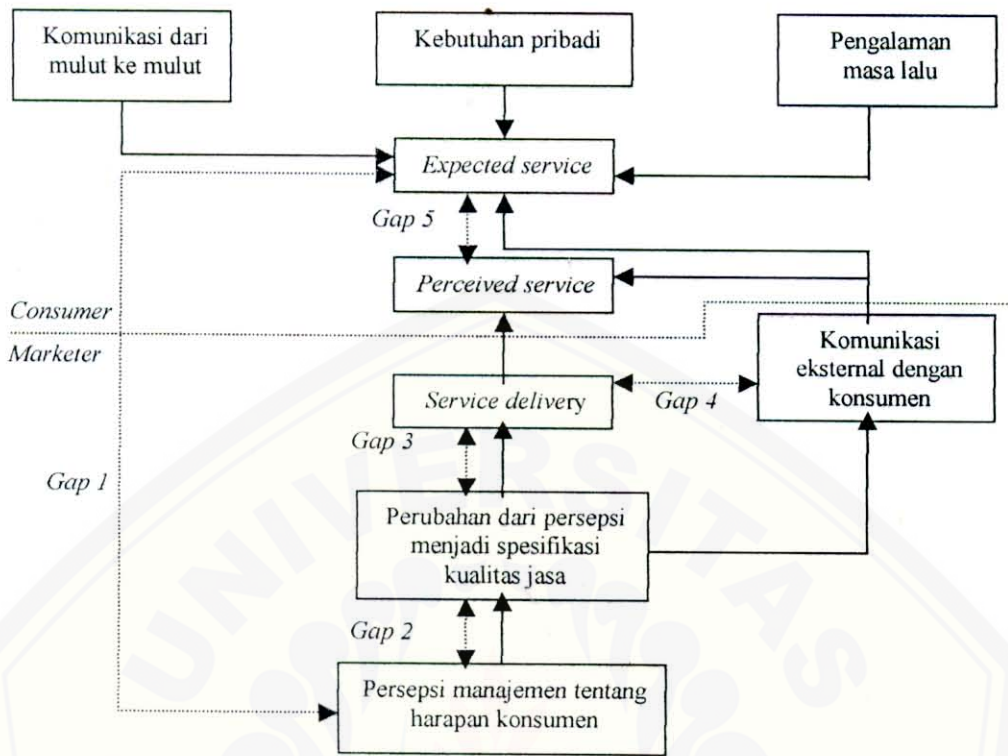 Komunikasi dari
mulut ke mulut
Kebutuhan pribadi
Pengalaman
masa lalu
Expected service
Gap 5
Perceived service
Consumer
Marketer
Komunikasi
eksternal dengan
konsumen
Service delivery
Gap 4
Gap 3
Gap 1
Perubahan dari persepsi
menjadi spesifikasi
kualitas jasa
Gap 2
Persepsi manajemen tentang
harapan konsumen
UNIVERSITAS